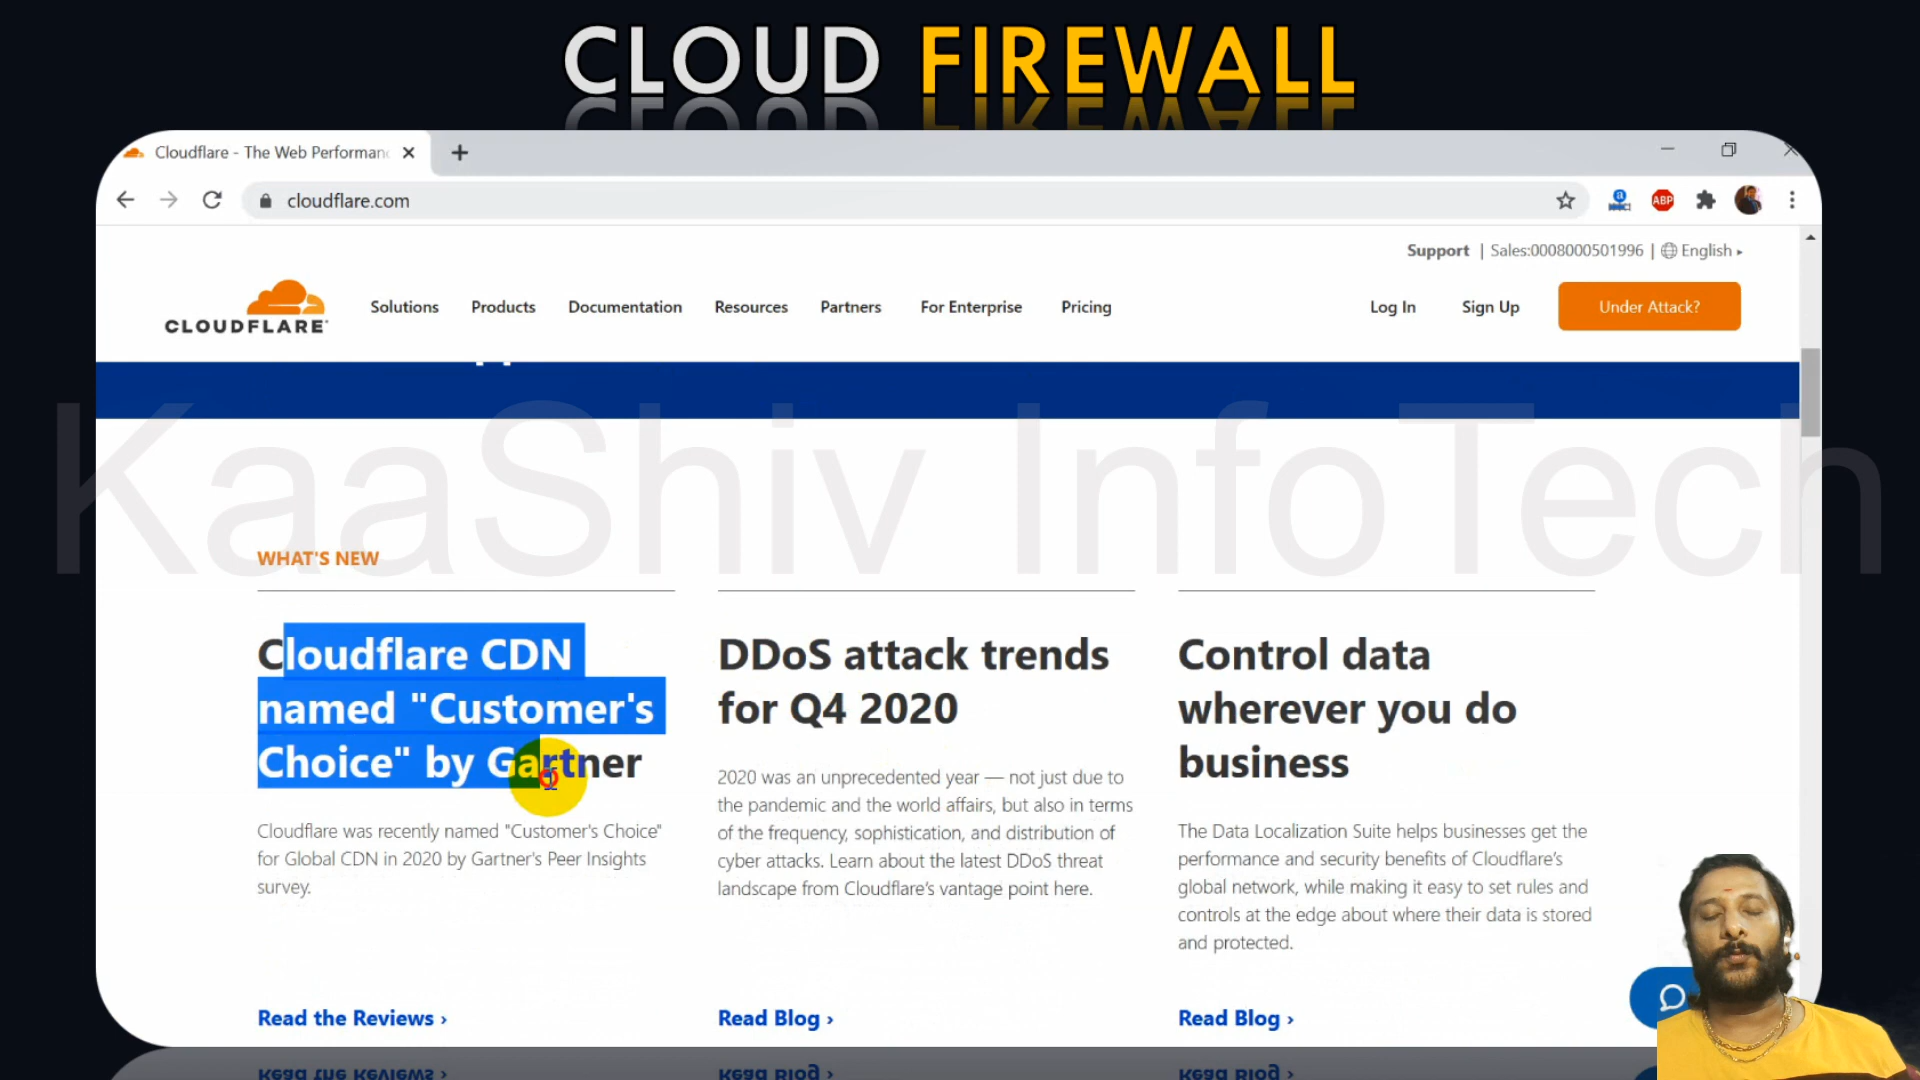 CLOUD FIREWALL
Cloudflare - The Web Performanc
cloudflare.com
ABP
Support | Sales:0008000501996 | English ▸
CLOUDFLARE
Solutions Products Documentation Resources Partners For Enterprise Pricing Log In Sign Up Under Attack?
KaaShiv InfoTech
WHAT'S NEW
Cloudflare CDN
named "Customer's
Choice" by Gartner
Cloudflare was recently named "Customer's Choice"
for Global CDN in 2020 by Gartner's Peer Insights
survey.
Read the Reviews ›
DDoS attack trends
for Q4 2020
2020 was an unprecedented year — not just due to
the pandemic and the world affairs, but also in terms
of the frequency, sophistication, and distribution of
cyber attacks. Learn about the latest DDoS threat
landscape from Cloudflare's vantage point here.
Read Blog ›
Control data
wherever you do
business
The Data Localization Suite helps businesses get the
performance and security benefits of Cloudflare's
global network, while making it easy to set rules and
controls at the edge about where their data is stored
and protected.
Read Blog ›